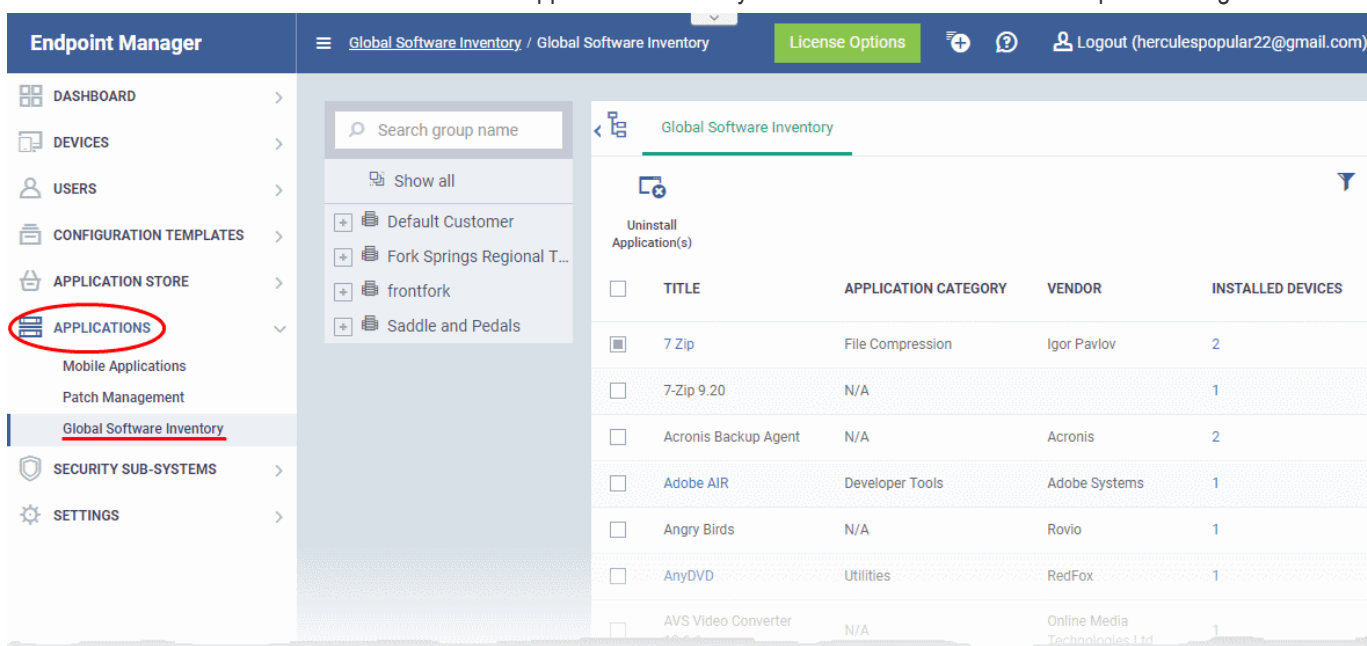 Endpoint Manager
Global Software Inventory / Global Software Inventory
License Options
Logout (herculespopular22@gmail.com)
DASHBOARD
DEVICES
USERS
CONFIGURATION TEMPLATES
APPLICATION STORE
APPLICATIONS
Mobile Applications
Patch Management
Global Software Inventory
SECURITY SUB-SYSTEMS
SETTINGS
Search group name
Show all
Default Customer
Fork Springs Regional T...
frontfork
Saddle and Pedals
Global Software Inventory
Uninstall
Application(s)
TITLE APPLICATION CATEGORY VENDOR INSTALLED DEVICES
7 Zip File Compression Igor Pavlov 2
7-Zip 9.20 N/A 1
Acronis Backup Agent N/A Acronis 2
Adobe AIR Developer Tools Adobe Systems 1
Angry Birds N/A Rovio 1
AnyDVD Utilities RedFox 1
AVS Video Converter N/A Online Media 1
Technologies Ltd